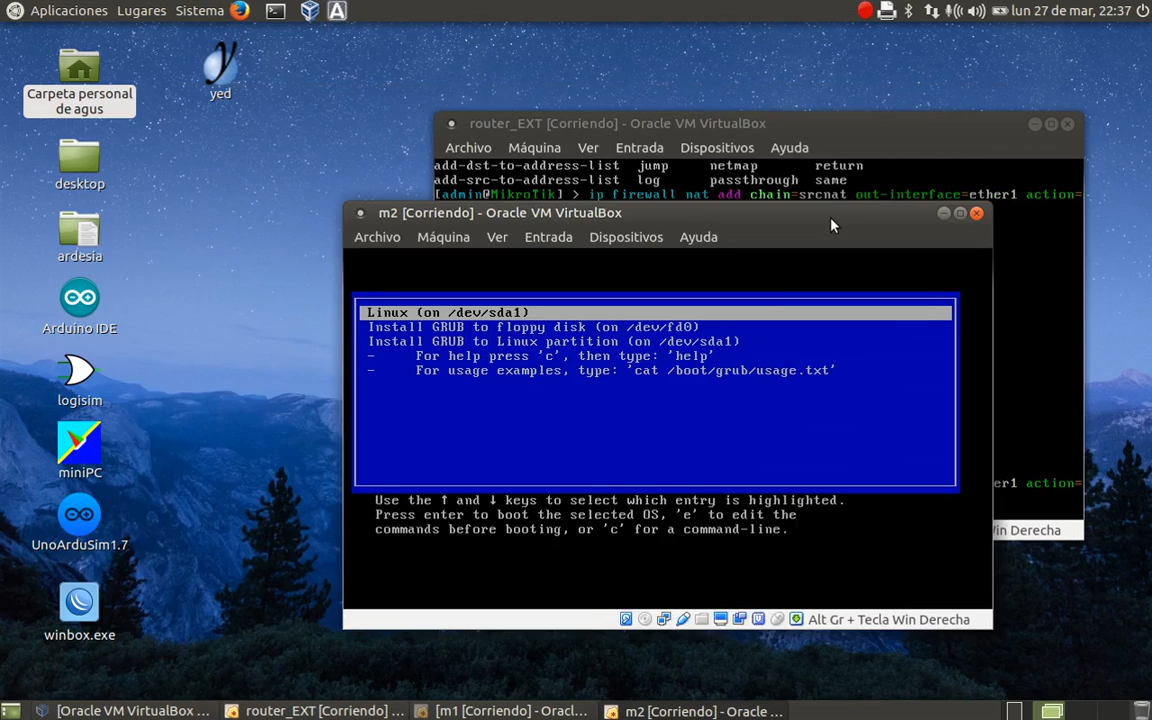 Aplicaciones Lugares Sistema lun 27 de mar, 22:37
A
Carpeta personal
de agus
yed
desktop
ardesia
Arduino IDE
logisim
miniPC
UnoArduSim1.7
winbox.exe
router_EXT [Corriendo] - Oracle VM VirtualBox
Archivo Máquina Ver Entrada Dispositivos Ayuda
add-dst-to-address-list jump netmap return
add-src-to-address-list log passthrough same
[admin@MikroTik] > ip firewall nat add chain=srcnat out-interface=ether1 action=
er1 action=
Win Derecha
m2 [Corriendo] - Oracle VM VirtualBox
Archivo Máquina Ver Entrada Dispositivos Ayuda
Linux (on /dev/sda1)
Install GRUB to floppy disk (on /dev/fd0)
Install GRUB to Linux partition (on /dev/sda1)
- For help press 'c', then type: 'help'
- For usage examples, type: 'cat /boot/grub/usage.txt'
Use the ↑ and ↓ keys to select which entry is highlighted.
Press enter to boot the selected OS, 'e' to edit the
commands before booting, or 'c' for a command-line.
Alt Gr + Tecla Win Derecha
[Oracle VM VirtualBox ... router_EXT [Corriendo] ... [m1 [Corriendo] - Oracl... m2 [Corriendo] - Oracle ...